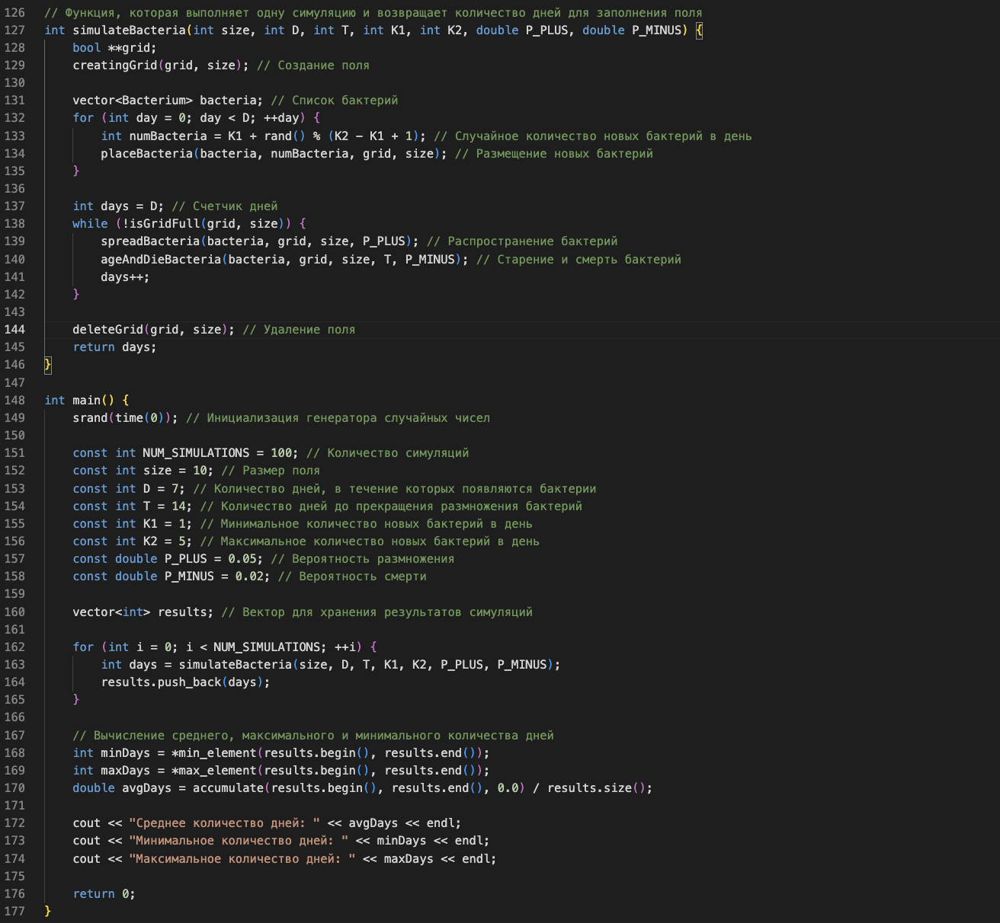 126 // Функция, которая выполняет одну симуляцию и возвращает количество дней для заполнения поля
127 int simulateBacteria(int size, int D, int T, int K1, int K2, double P_PLUS, double P_MINUS) {
128     bool **grid;
129     creatingGrid(grid, size); // Создание поля
130
131     vector<Bacterium> bacteria; // Список бактерий
132     for (int day = 0; day < D; ++day) {
133         int numBacteria = K1 + rand() % (K2 - K1 + 1); // Случайное количество новых бактерий в день
134         placeBacteria(bacteria, numBacteria, grid, size); // Размещение новых бактерий
135     }
136
137     int days = D; // Счетчик дней
138     while (!isGridFull(grid, size)) {
139         spreadBacteria(bacteria, grid, size, P_PLUS); // Распространение бактерий
140         ageAndDieBacteria(bacteria, grid, size, T, P_MINUS); // Старение и смерть бактерий
141         days++;
142     }
143
144     deleteGrid(grid, size); // Удаление поля
145     return days;
146 }
147
148 int main() {
149     srand(time(0)); // Инициализация генератора случайных чисел
150
151     const int NUM_SIMULATIONS = 100; // Количество симуляций
152     const int size = 10; // Размер поля
153     const int D = 7; // Количество дней, в течение которых появляются бактерии
154     const int T = 14; // Количество дней до прекращения размножения бактерий
155     const int K1 = 1; // Минимальное количество новых бактерий в день
156     const int K2 = 5; // Максимальное количество новых бактерий в день
157     const double P_PLUS = 0.05; // Вероятность размножения
158     const double P_MINUS = 0.02; // Вероятность смерти
159
160     vector<int> results; // Вектор для хранения результатов симуляций
161
162     for (int i = 0; i < NUM_SIMULATIONS; ++i) {
163         int days = simulateBacteria(size, D, T, K1, K2, P_PLUS, P_MINUS);
164         results.push_back(days);
165     }
166
167     // Вычисление среднего, максимального и минимального количества дней
168     int minDays = *min_element(results.begin(), results.end());
169     int maxDays = *max_element(results.begin(), results.end());
170     double avgDays = accumulate(results.begin(), results.end(), 0.0) / results.size();
171
172     cout << "Среднее количество дней: " << avgDays << endl;
173     cout << "Минимальное количество дней: " << minDays << endl;
174     cout << "Максимальное количество дней: " << maxDays << endl;
175
176     return 0;
177 }